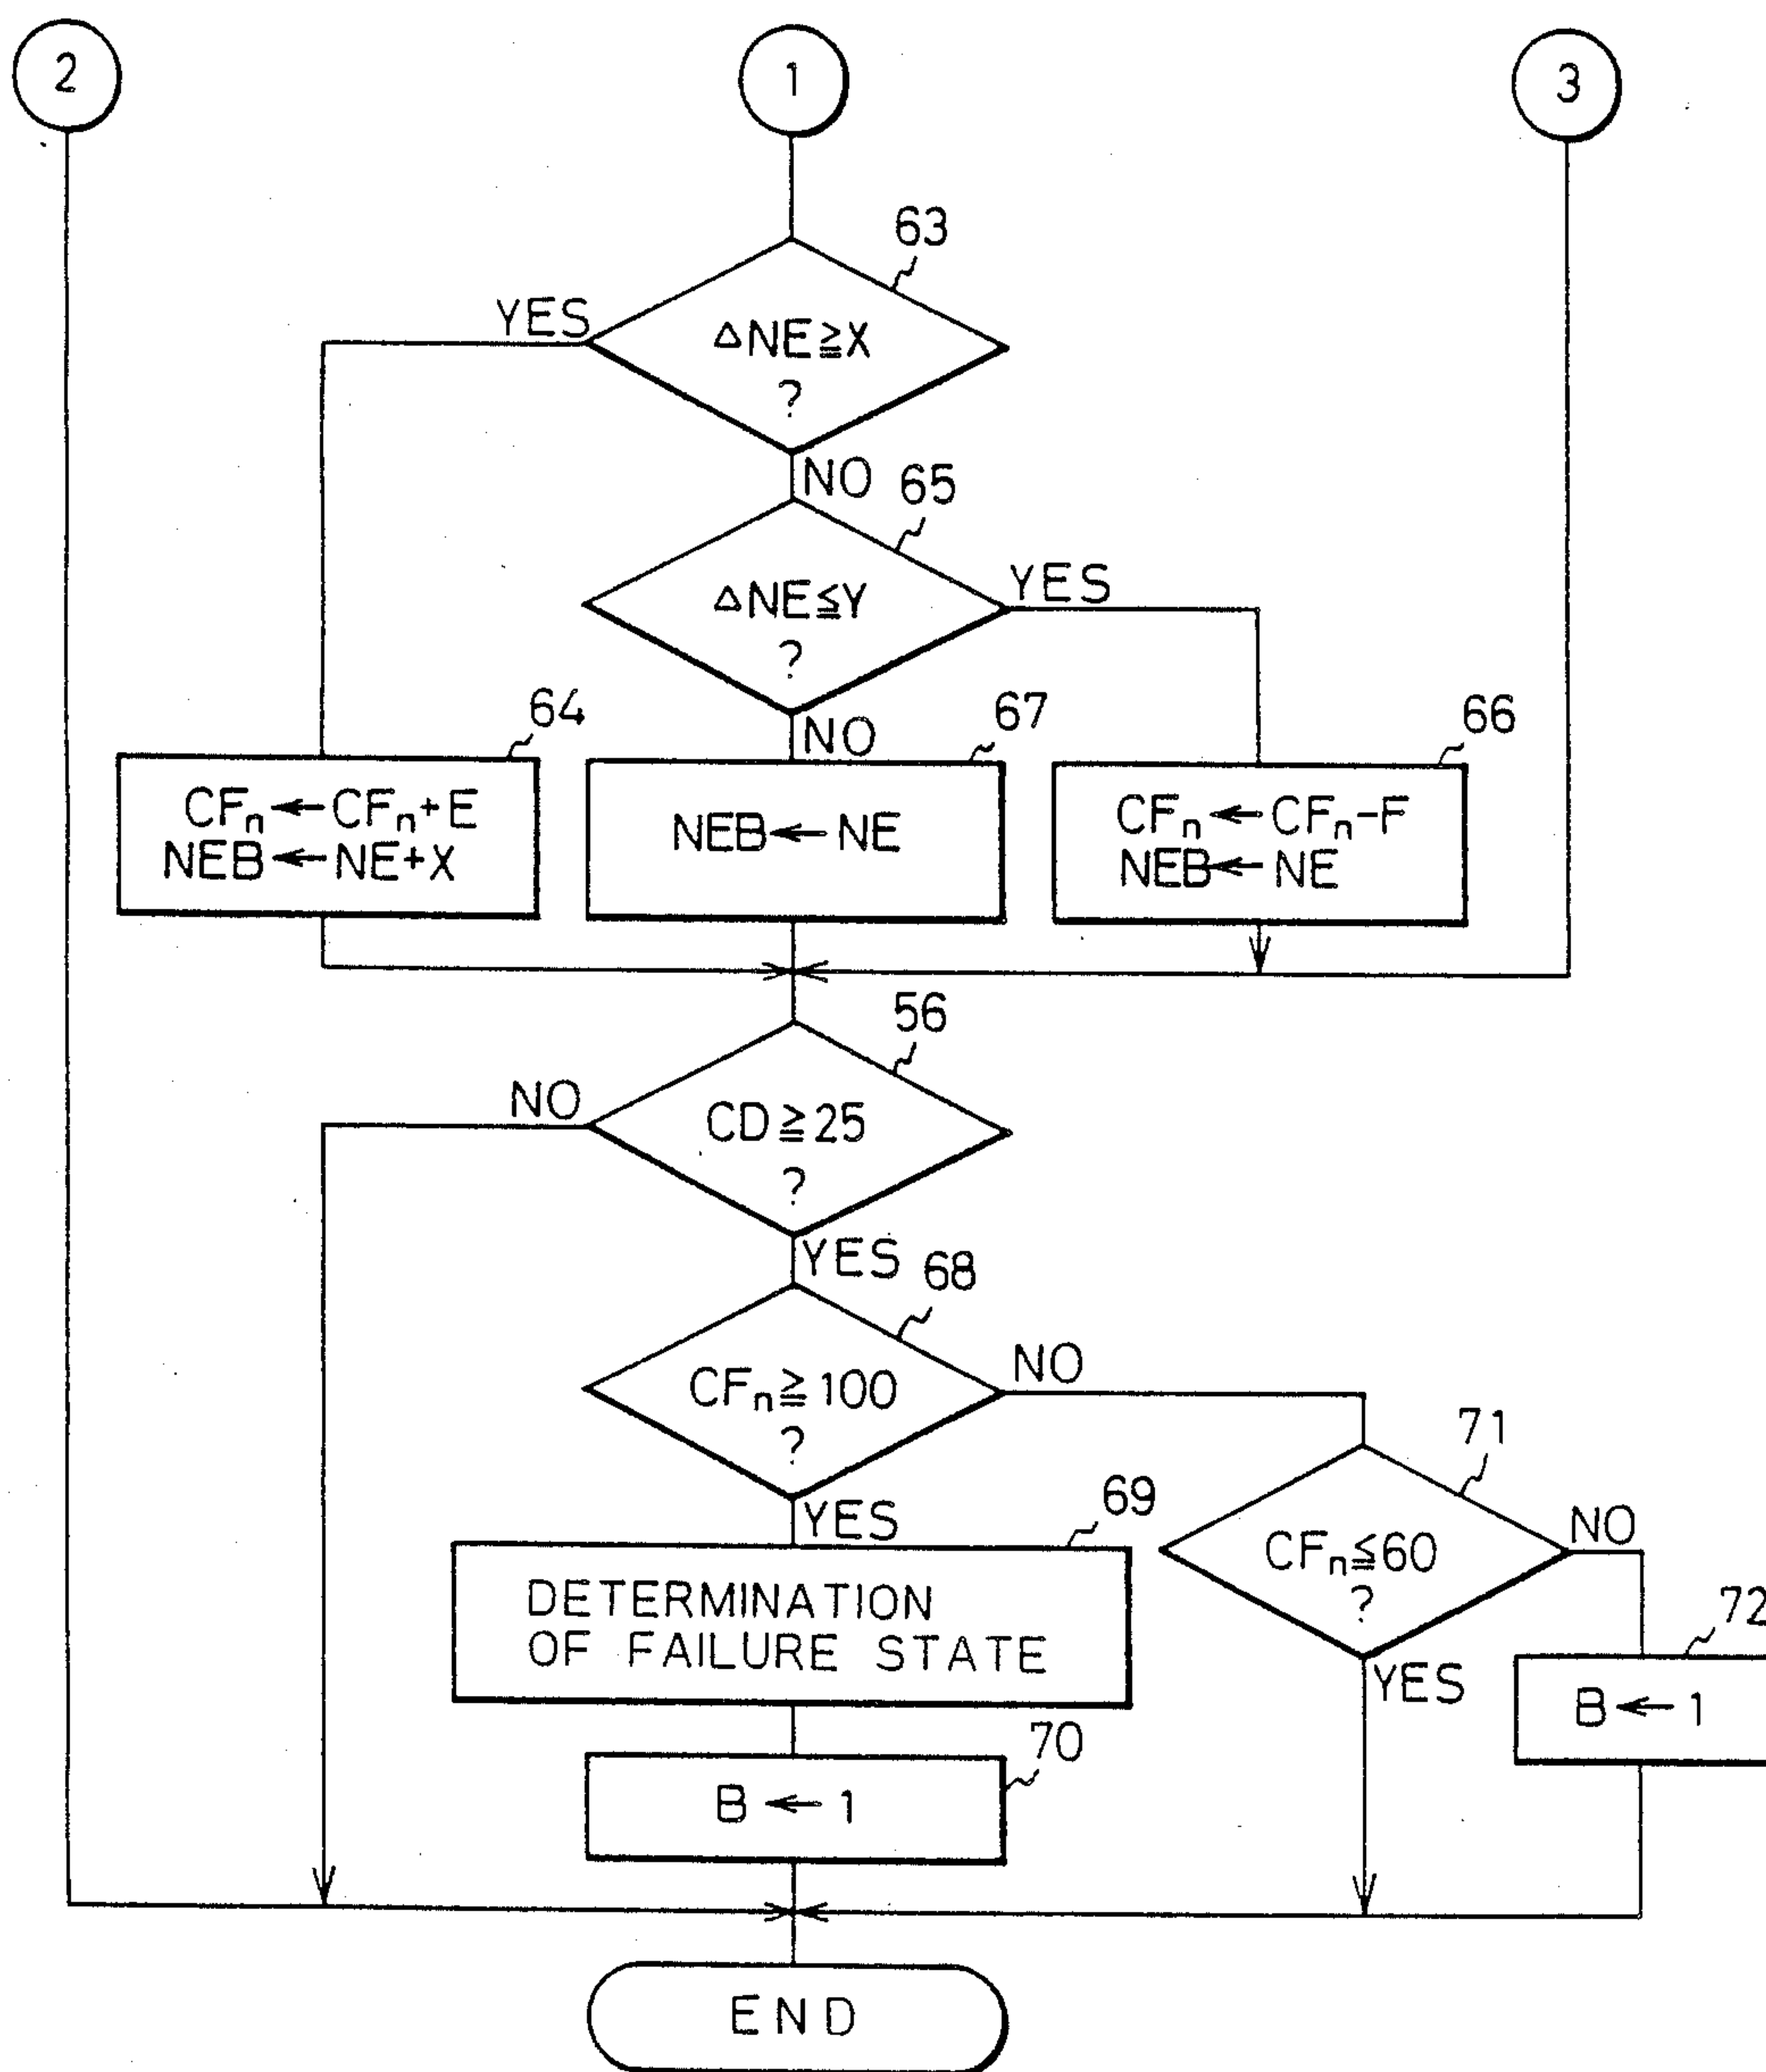 2
1
3
63
YES
ΔNE≧X
?
NO
65
ΔNE≦Y
?
YES
NO
64
CFn←CFn+E
NEB←NE+X
67
NEB←NE
66
CFn←CFn-F
NEB←NE
56
NO
CD≧25
?
YES
68
CFn≧100
?
NO
YES
71
CFn≦60
?
NO
YES
69
DETERMINATION
OF FAILURE STATE
72
B←1
70
B←1
END